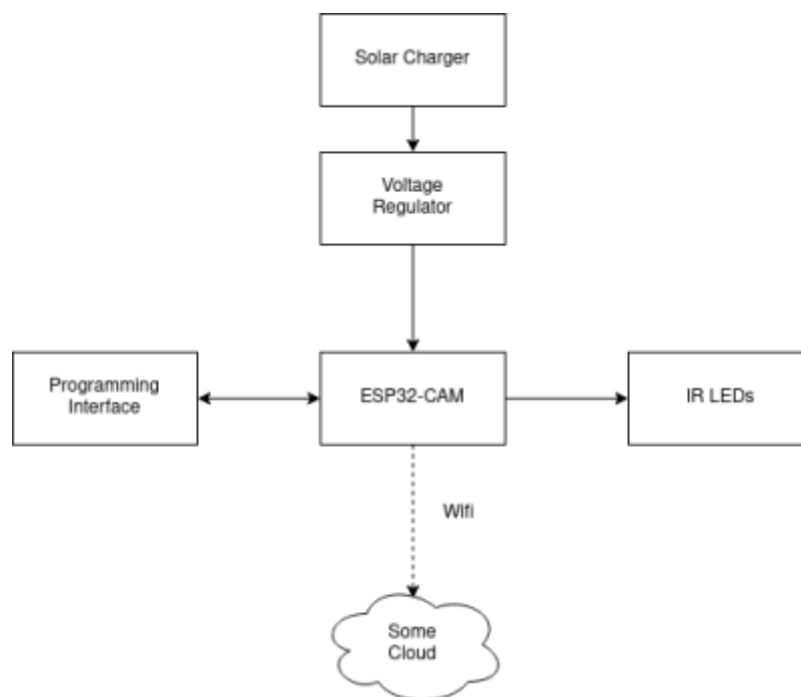 Solar Charger
Voltage
Regulator
Programming
Interface
ESP32-CAM
IR LEDs
Wifi
Some
Cloud